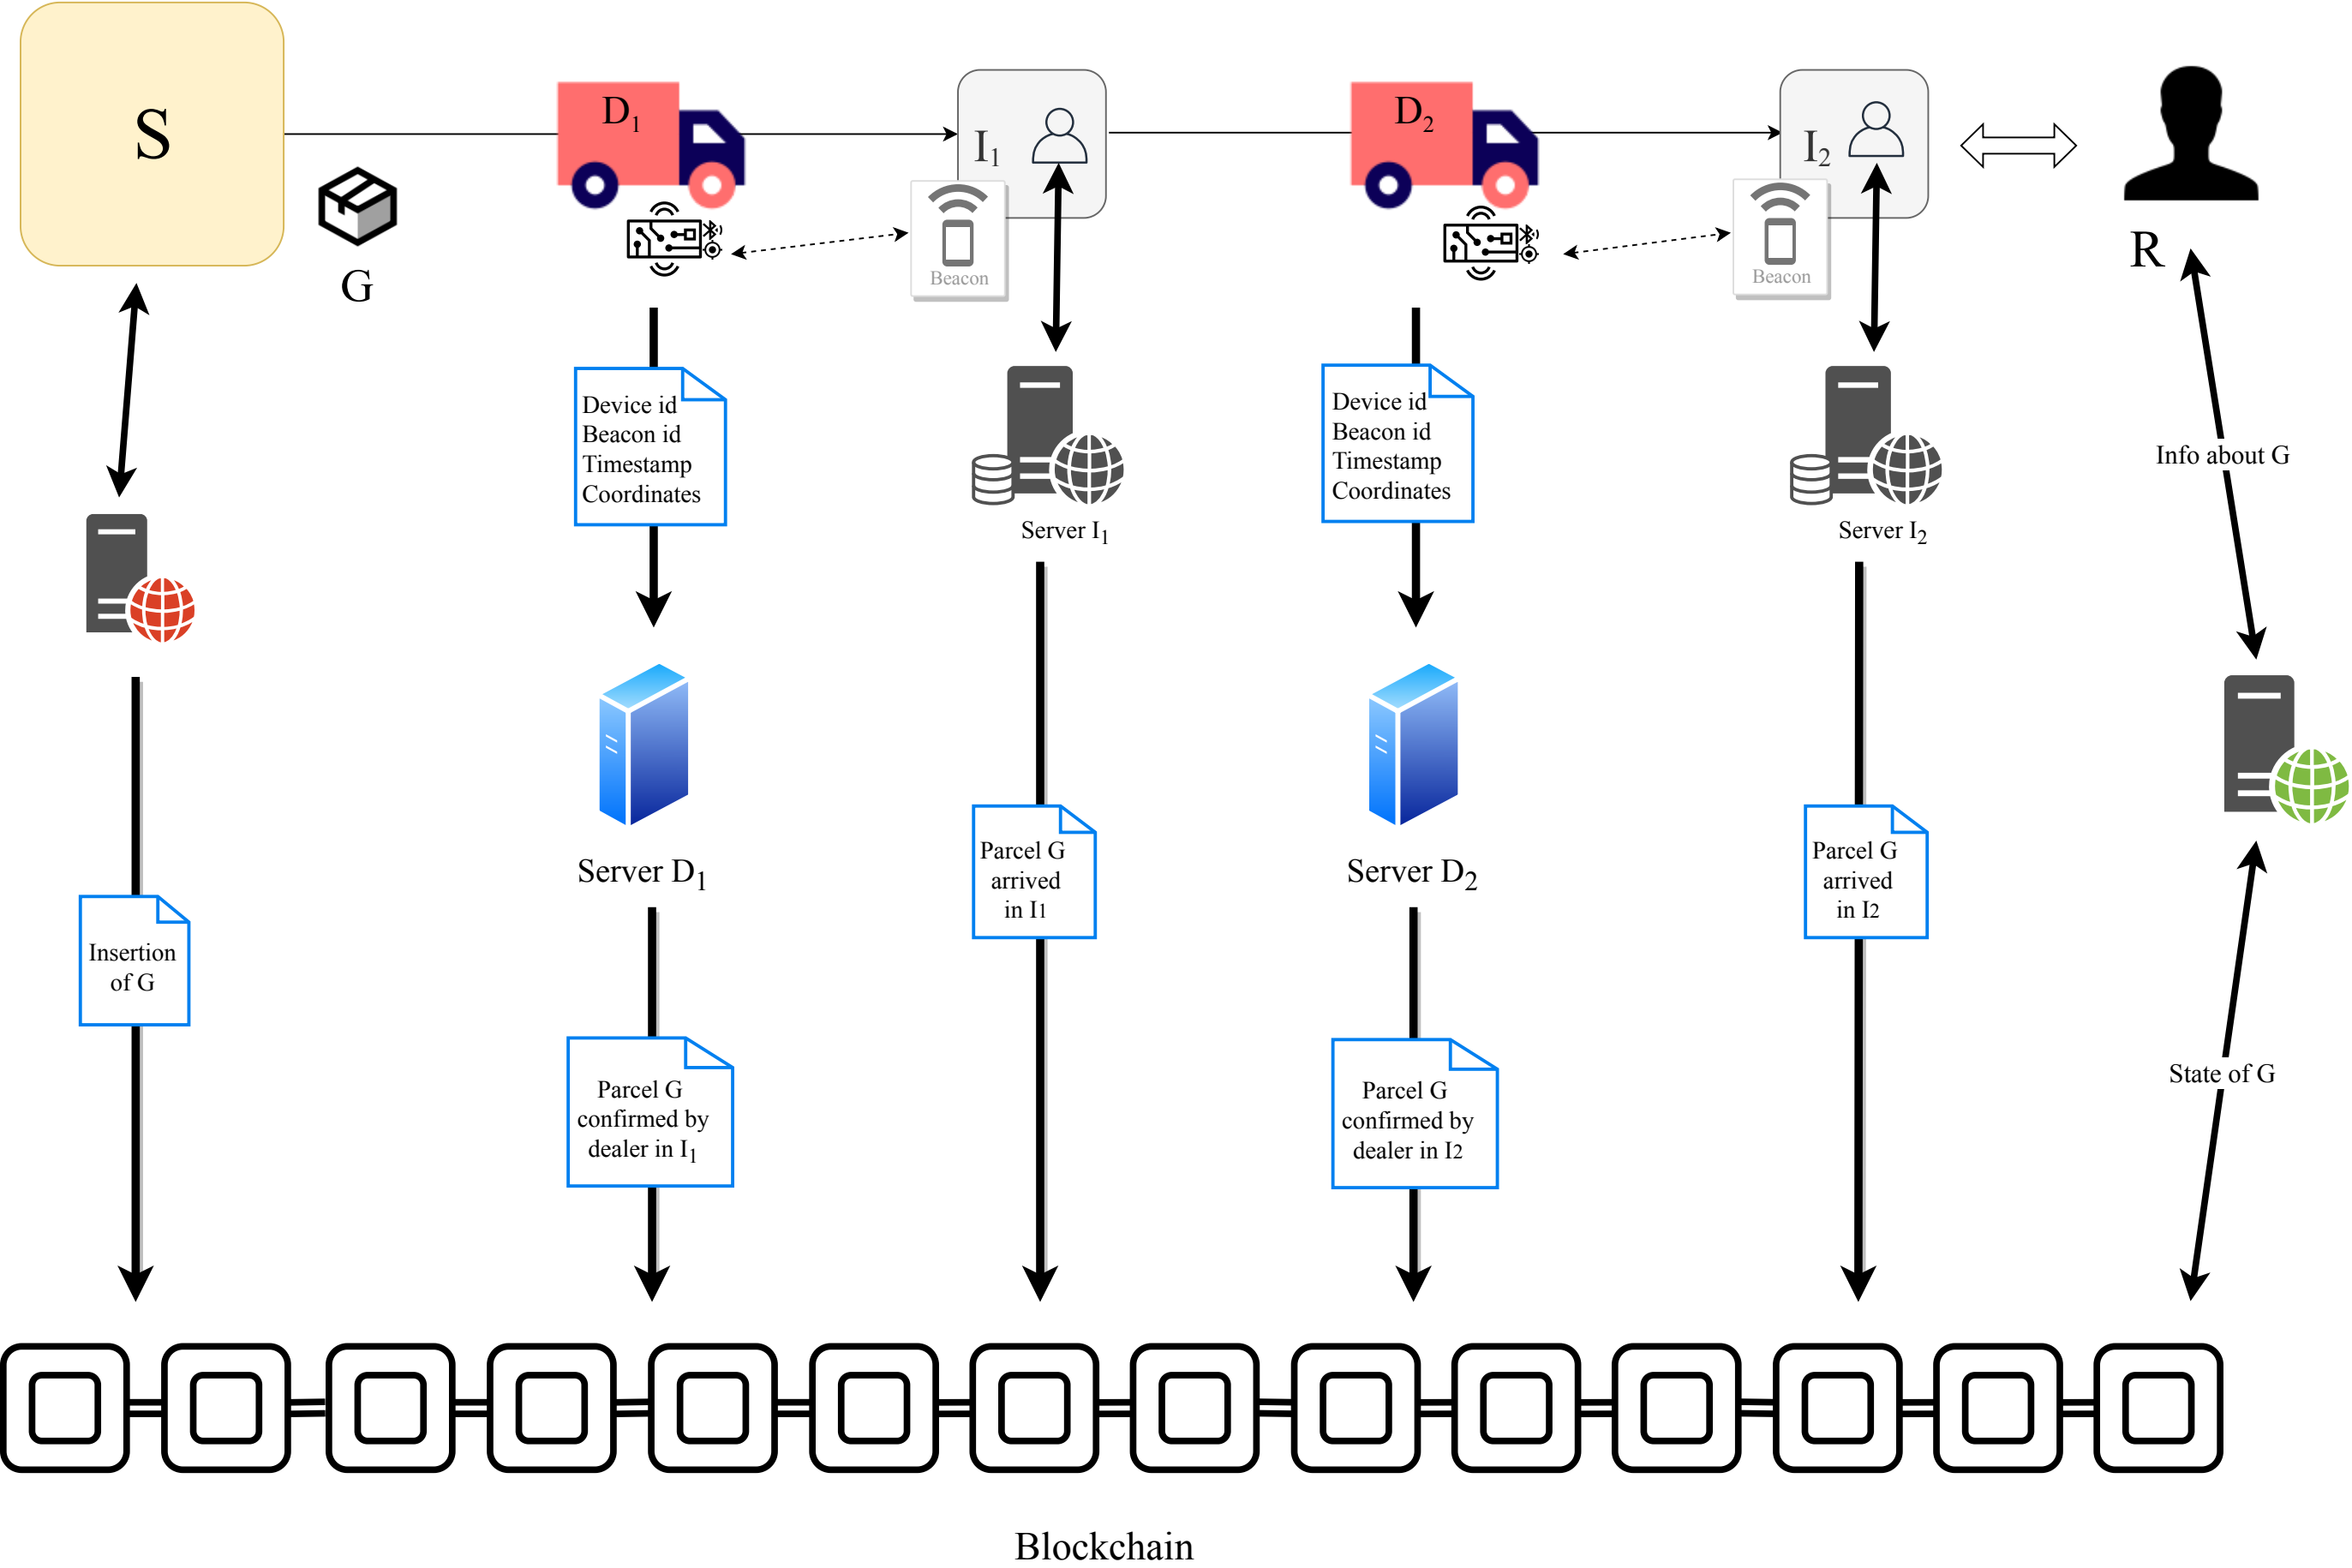 S
G
D1
I1
D2
I2
R
Beacon
Beacon
Device id
Beacon id
Timestamp
Coordinates
Device id
Beacon id
Timestamp
Coordinates
Info about G
Server I1
Server I2
Server D1
Server D2
Parcel G
arrived
in I1
Parcel G
arrived
in I2
Insertion
of G
Parcel G
confirmed by
dealer in I1
Parcel G
confirmed by
dealer in I2
State of G
Blockchain